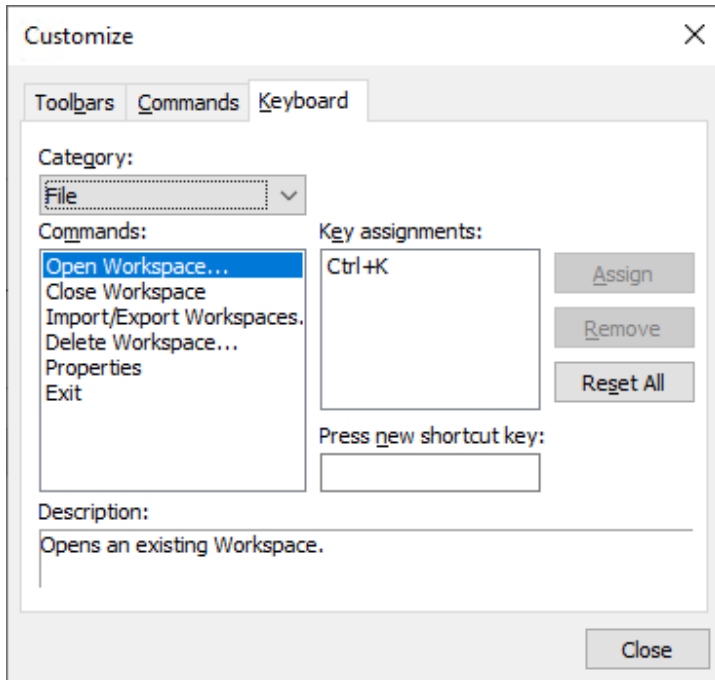 Customize
Toolbars Commands Keyboard
Category:
File
Commands: Key assignments:
Open Workspace... Ctrl+K Assign
Close Workspace
Import/Export Workspaces. Remove
Delete Workspace...
Properties Reset All
Exit
Press new shortcut key:
Description:
Opens an existing Workspace.
Close